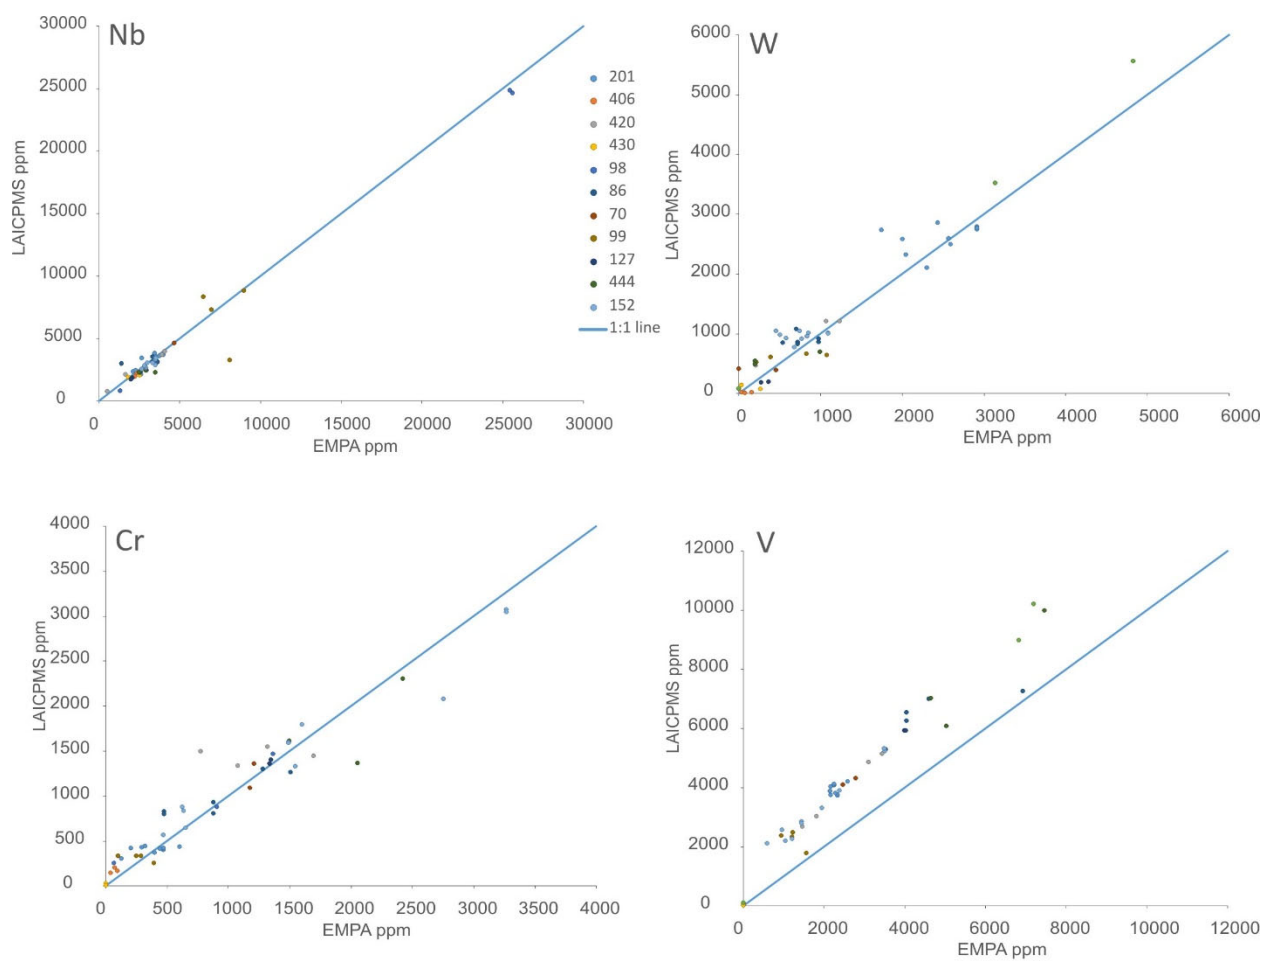 Nb
30000
25000
20000
15000
10000
5000
0
LAICPMS ppm
0 5000 10000 15000 20000 25000 30000
EMPA ppm
201
406
420
430
98
86
70
99
127
444
152
1:1 line
W
6000
5000
4000
3000
2000
1000
0
LAICPMS ppm
0 1000 2000 3000 4000 5000 6000
EMPA ppm
Cr
4000
3500
3000
2500
2000
1500
1000
500
0
LAICPMS ppm
0 500 1000 1500 2000 2500 3000 3500 4000
EMPA ppm
V
12000
10000
8000
6000
4000
2000
0
LAICPMS ppm
0 2000 4000 6000 8000 10000 12000
EMPA ppm